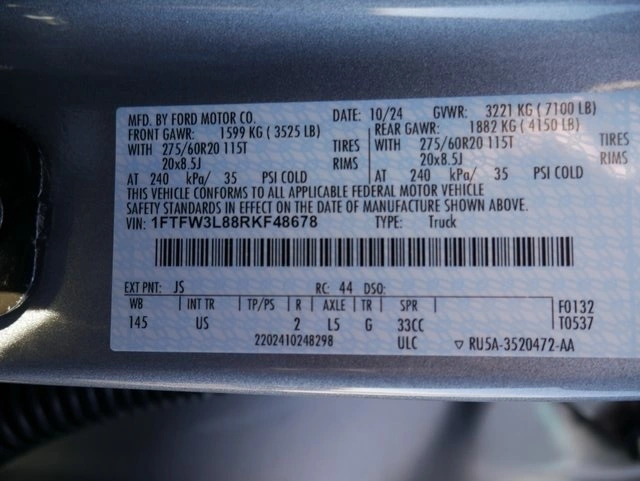 MFD. BY FORD MOTOR CO. DATE: 10/24 GVWR: 3221 KG ( 7100 LB)
FRONT GAWR: 1599 KG ( 3525 LB) REAR GAWR: 1882 KG ( 4150 LB)
WITH 275/60R20 115T TIRES WITH 275/60R20 115T TIRES
20x8.5J RIMS 20x8.5J RIMS
AT 240 kPa/ 35 PSI COLD AT 240 kPa/ 35 PSI COLD
THIS VEHICLE CONFORMS TO ALL APPLICABLE FEDERAL MOTOR VEHICLE
SAFETY STANDARDS IN EFFECT ON THE DATE OF MANUFACTURE SHOWN ABOVE.
VIN: 1FTFW3L88RKF48678 TYPE: Truck
EXT PNT: JS RC: 44 DSO:
WB INT TR TP/PS R AXLE TR SPR F0132
145 US 2 L5 G 33CC T0537
2202410248298 ULC ▽ RU5A-3520472-AA